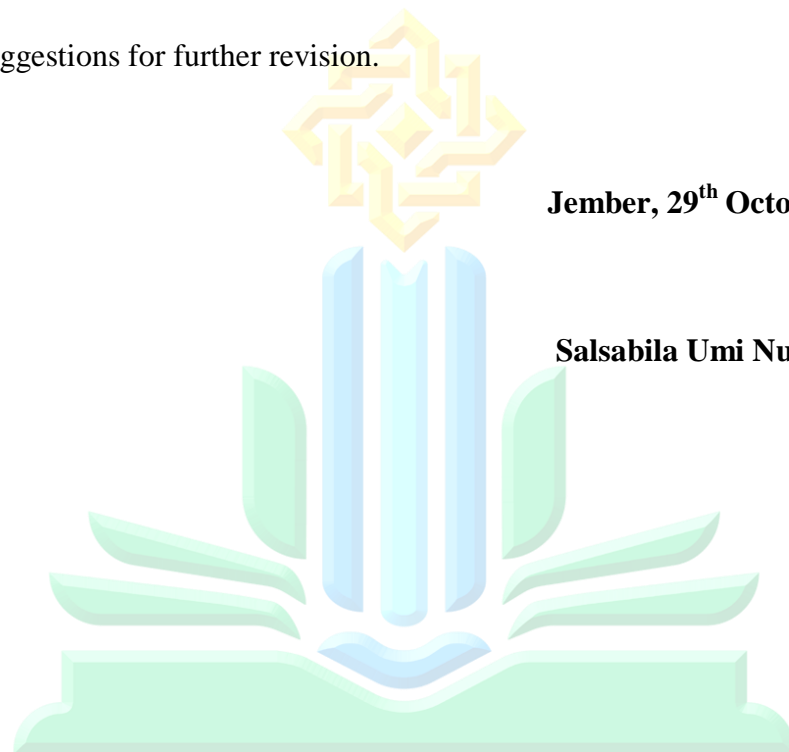 ggestions for further revision.
Jember, 29th Octo
Salsabila Umi Nu